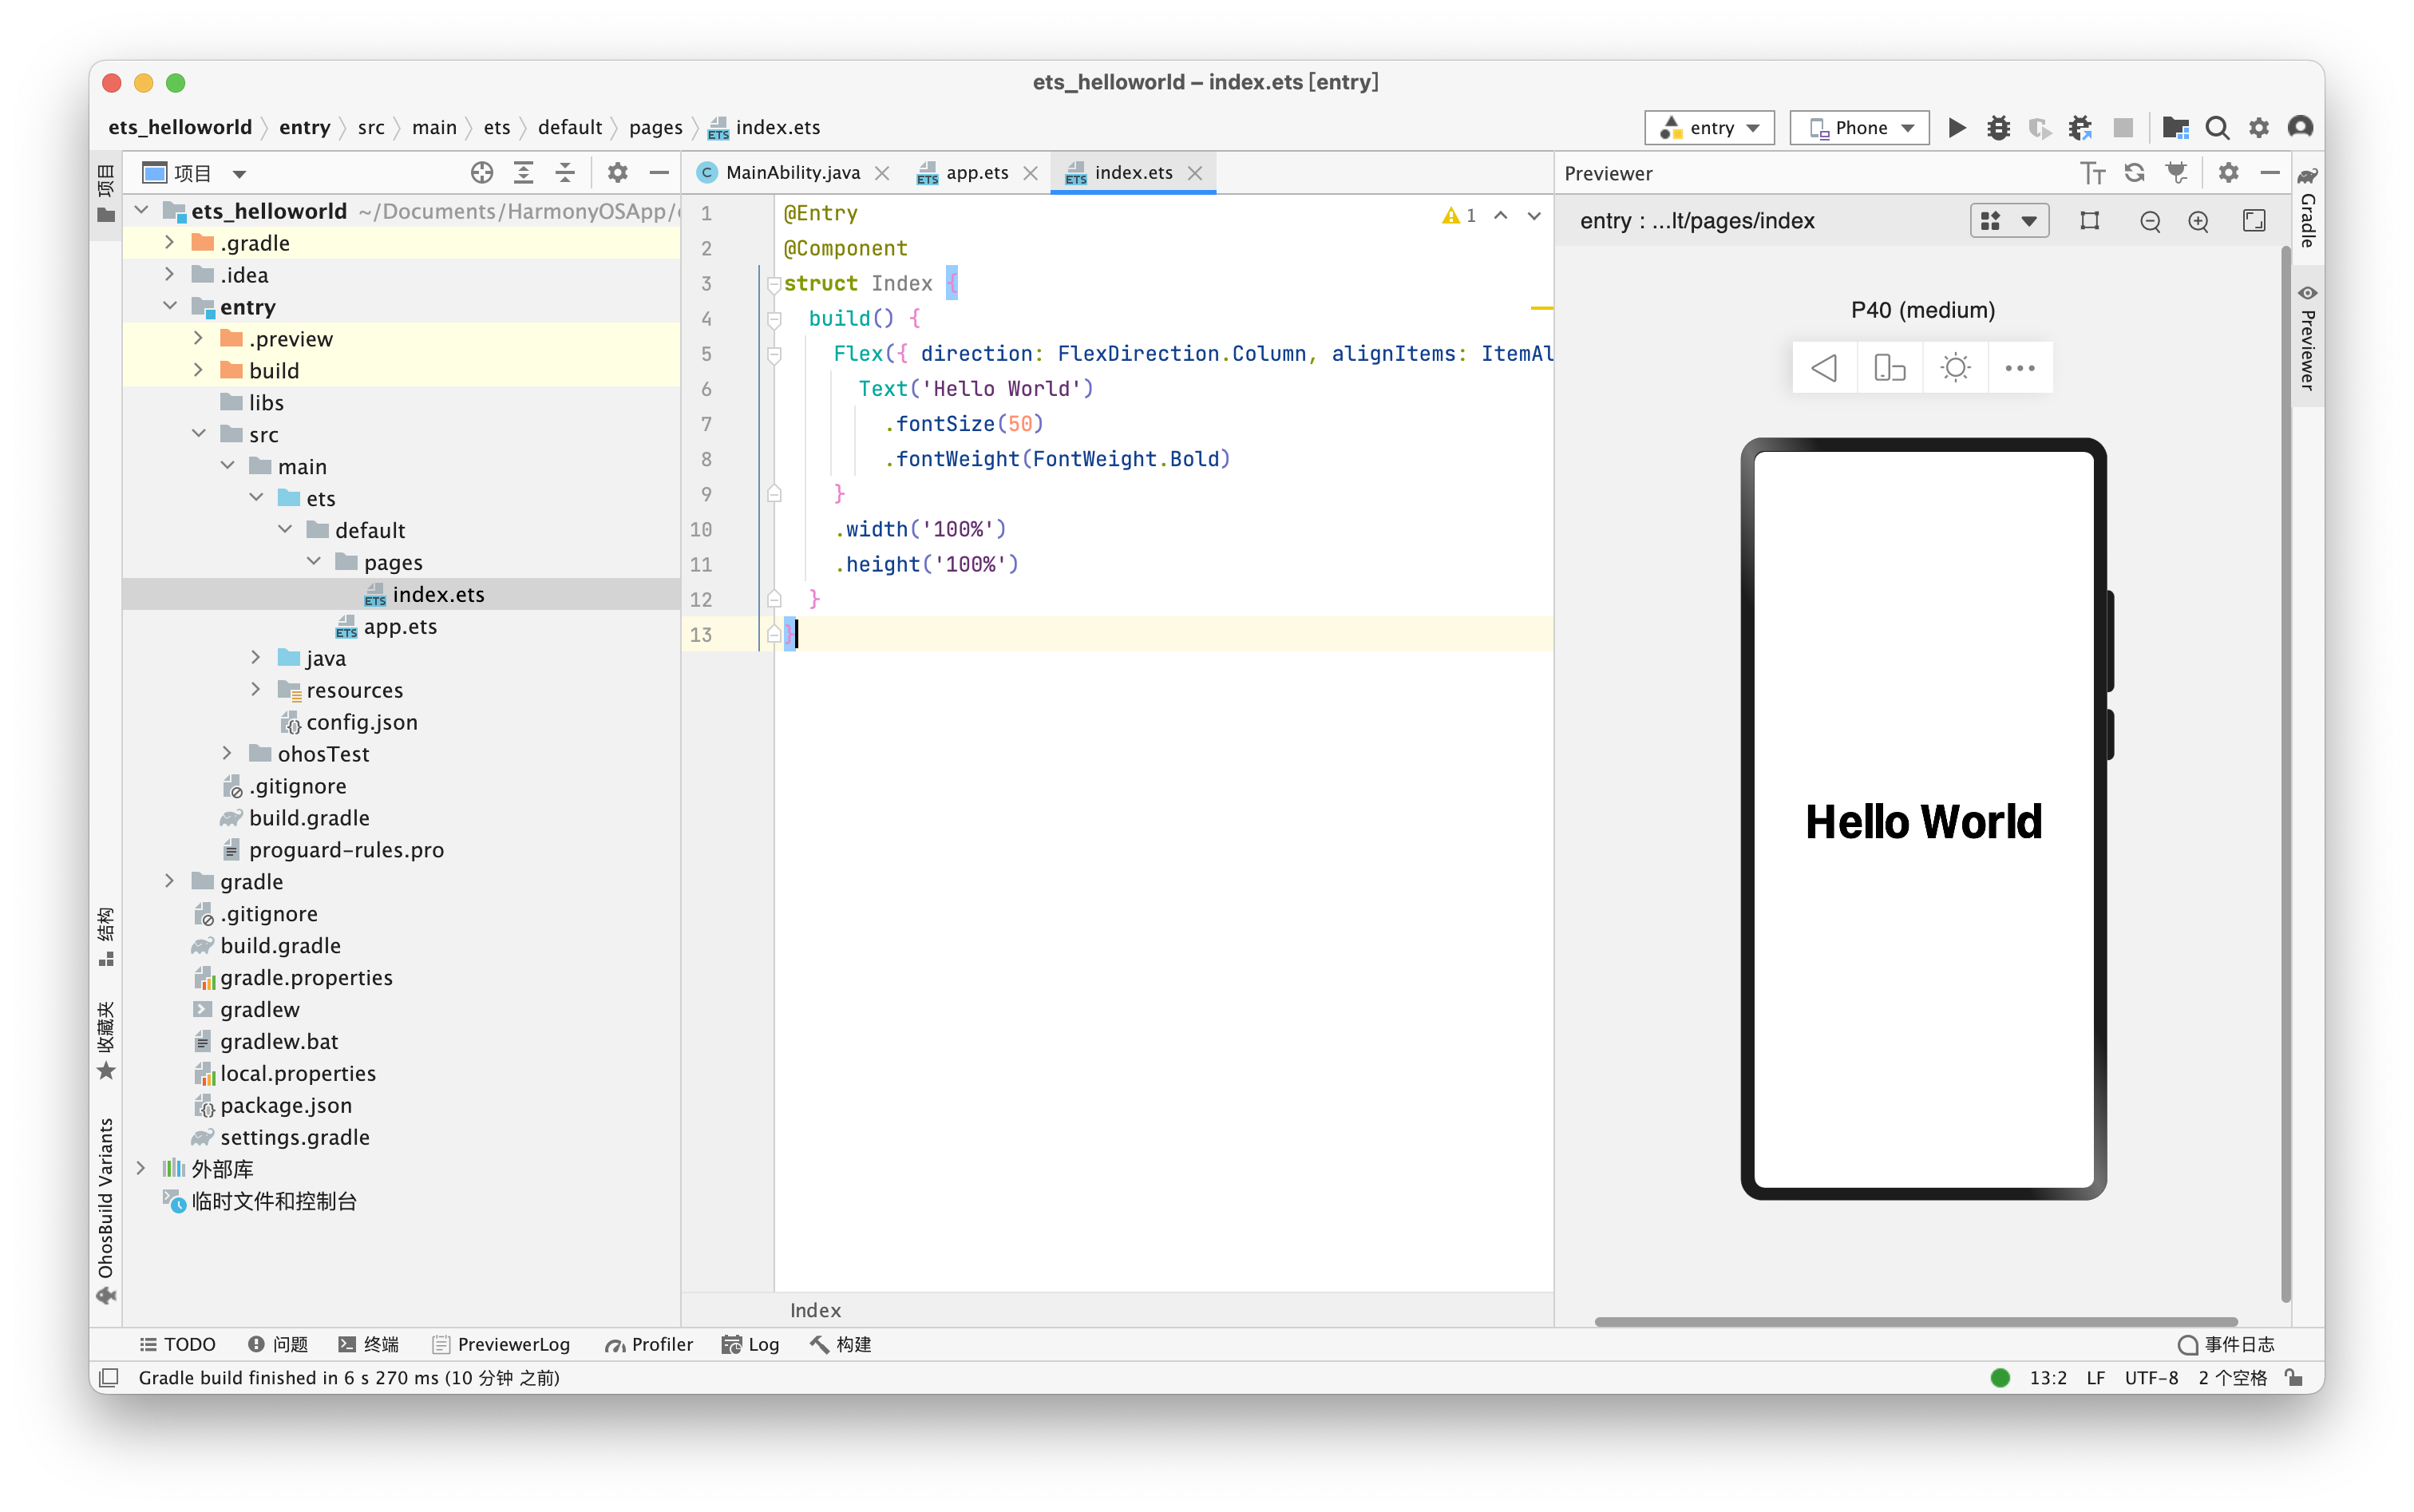 ets_helloworld – index.ets [entry]
ets_helloworld entry src main ets default pages index.ets
entry Phone
项目
MainAbility.java app.ets index.ets
Previewer
项目
结构
收藏夹
OhosBuild Variants
ets_helloworld ~/Documents/HarmonyOSApp/
.gradle
.idea
entry
.preview
build
libs
src
main
ets
default
pages
index.ets
app.ets
java
resources
config.json
ohosTest
.gitignore
build.gradle
proguard-rules.pro
gradle
.gitignore
build.gradle
gradle.properties
gradlew
gradlew.bat
local.properties
package.json
settings.gradle
外部库
临时文件和控制台
1 @Entry
2 @Component
3 struct Index {
4 build() {
5 Flex({ direction: FlexDirection.Column, alignItems: ItemAl
6 Text('Hello World')
7 .fontSize(50)
8 .fontWeight(FontWeight.Bold)
9 }
10 .width('100%')
11 .height('100%')
12 }
13 }
1
Index
entry : ...lt/pages/index
P40 (medium)
Hello World
Gradle
Previewer
TODO 问题 终端 PreviewerLog Profiler Log 构建 事件日志
Gradle build finished in 6 s 270 ms (10 分钟 之前) 13:2 LF UTF-8 2 个空格